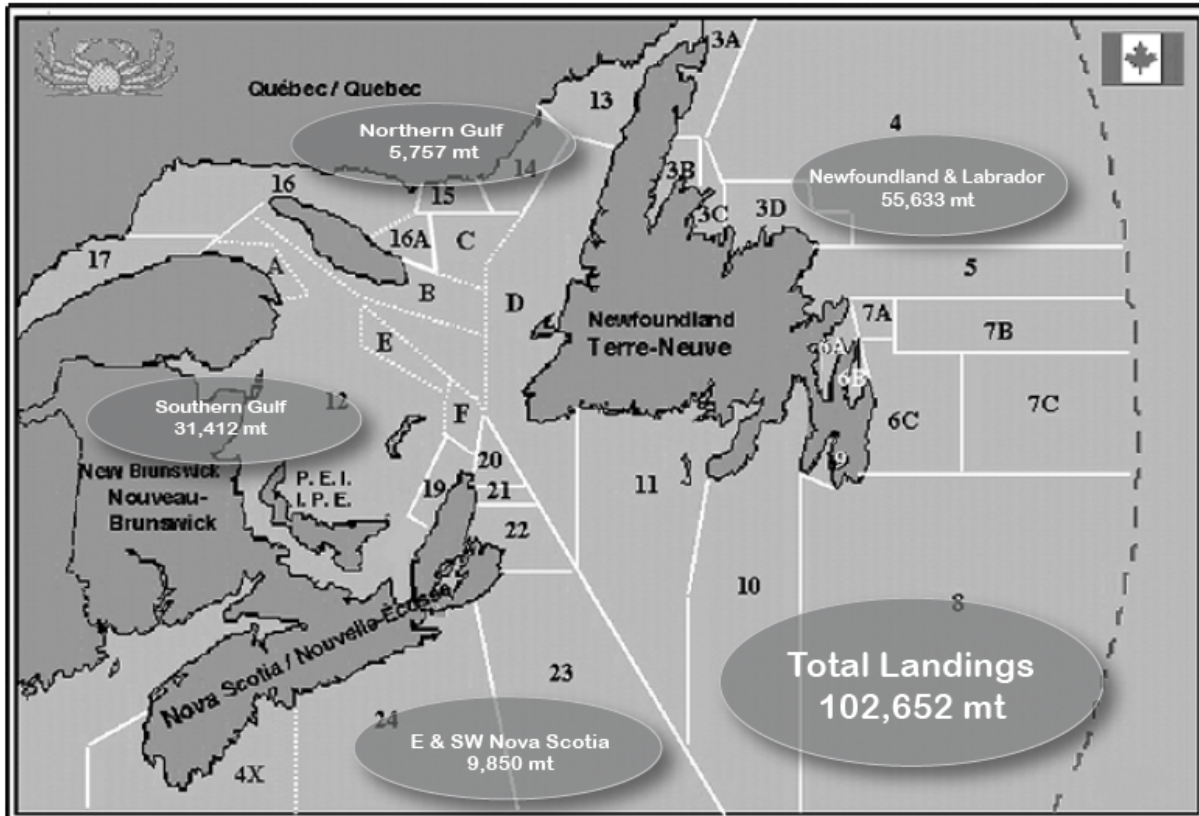 3A
Québec / Quebec
13
4
Northern Gulf
5,757 mt
14
Newfoundland & Labrador
55,633 mt
3B
16
15
3C
3D
16A
C
17
A
B
D
5
7A
7B
E
Newfoundland
Terre-Neuve
6A
6B
7C
Southern Gulf
31,412 mt
12
F
6C
New Brunswick
Nouveau-
Brunswick
P. E. I.
I. P. E.
20
19
21
9
11
22
10
8
Nova Scotia / Nouvelle-Écosse
Total Landings
102,652 mt
23
24
E & SW Nova Scotia
9,850 mt
4X